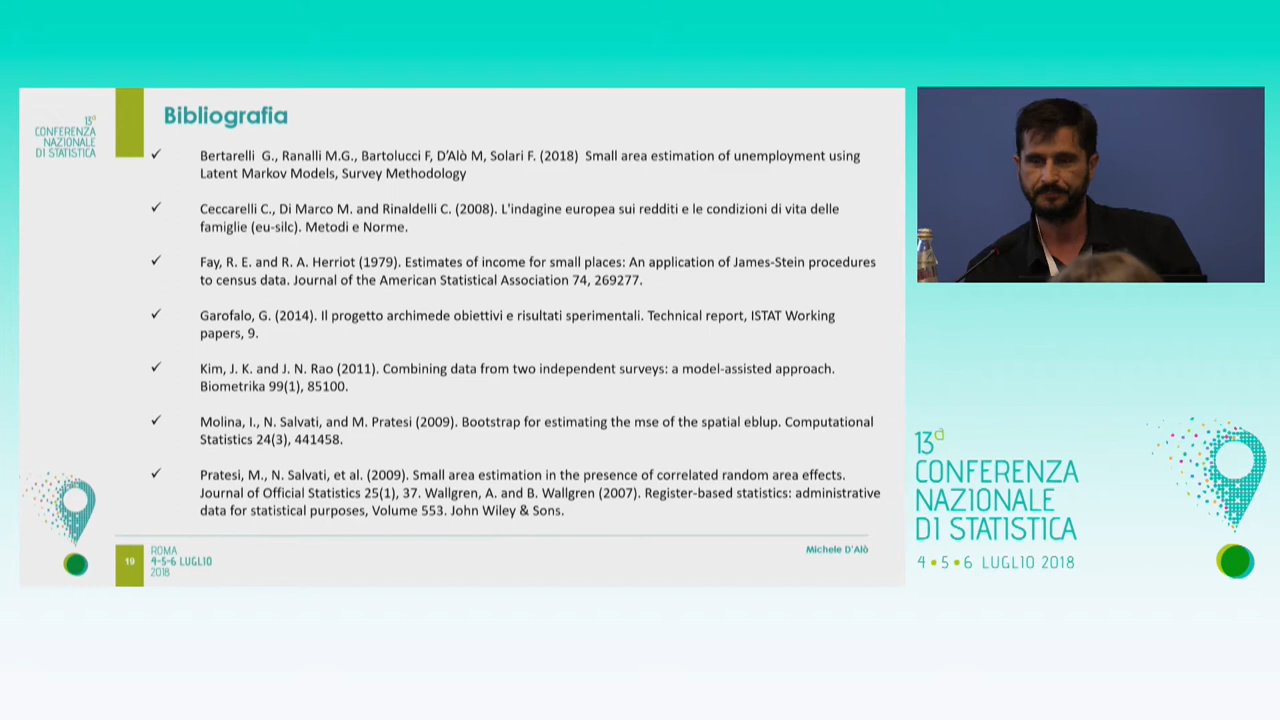 13ª
CONFERENZA
NAZIONALE
DI STATISTICA
Bibliografia
Bertarelli G., Ranalli M.G., Bartolucci F, D'Alò M, Solari F. (2018) Small area estimation of unemployment using
Latent Markov Models, Survey Methodology
Ceccarelli C., Di Marco M. and Rinaldelli C. (2008). L'indagine europea sui redditi e le condizioni di vita delle
famiglie (eu-silc). Metodi e Norme.
Fay, R. E. and R. A. Herriot (1979). Estimates of income for small places: An application of James-Stein procedures
to census data. Journal of the American Statistical Association 74, 269277.
Garofalo, G. (2014). Il progetto archimede obiettivi e risultati sperimentali. Technical report, ISTAT Working
papers, 9.
Kim, J. K. and J. N. Rao (2011). Combining data from two independent surveys: a model-assisted approach.
Biometrika 99(1), 85100.
Molina, I., N. Salvati, and M. Pratesi (2009). Bootstrap for estimating the mse of the spatial eblup. Computational
Statistics 24(3), 441458.
Pratesi, M., N. Salvati, et al. (2009). Small area estimation in the presence of correlated random area effects.
Journal of Official Statistics 25(1), 37. Wallgren, A. and B. Wallgren (2007). Register-based statistics: administrative
data for statistical purposes, Volume 553. John Wiley & Sons.
19
ROMA
4-5-6 LUGLIO
2018
Michele D'Alò
13ª
CONFERENZA
NAZIONALE
DI STATISTICA
4•5•6 LUGLIO 2018